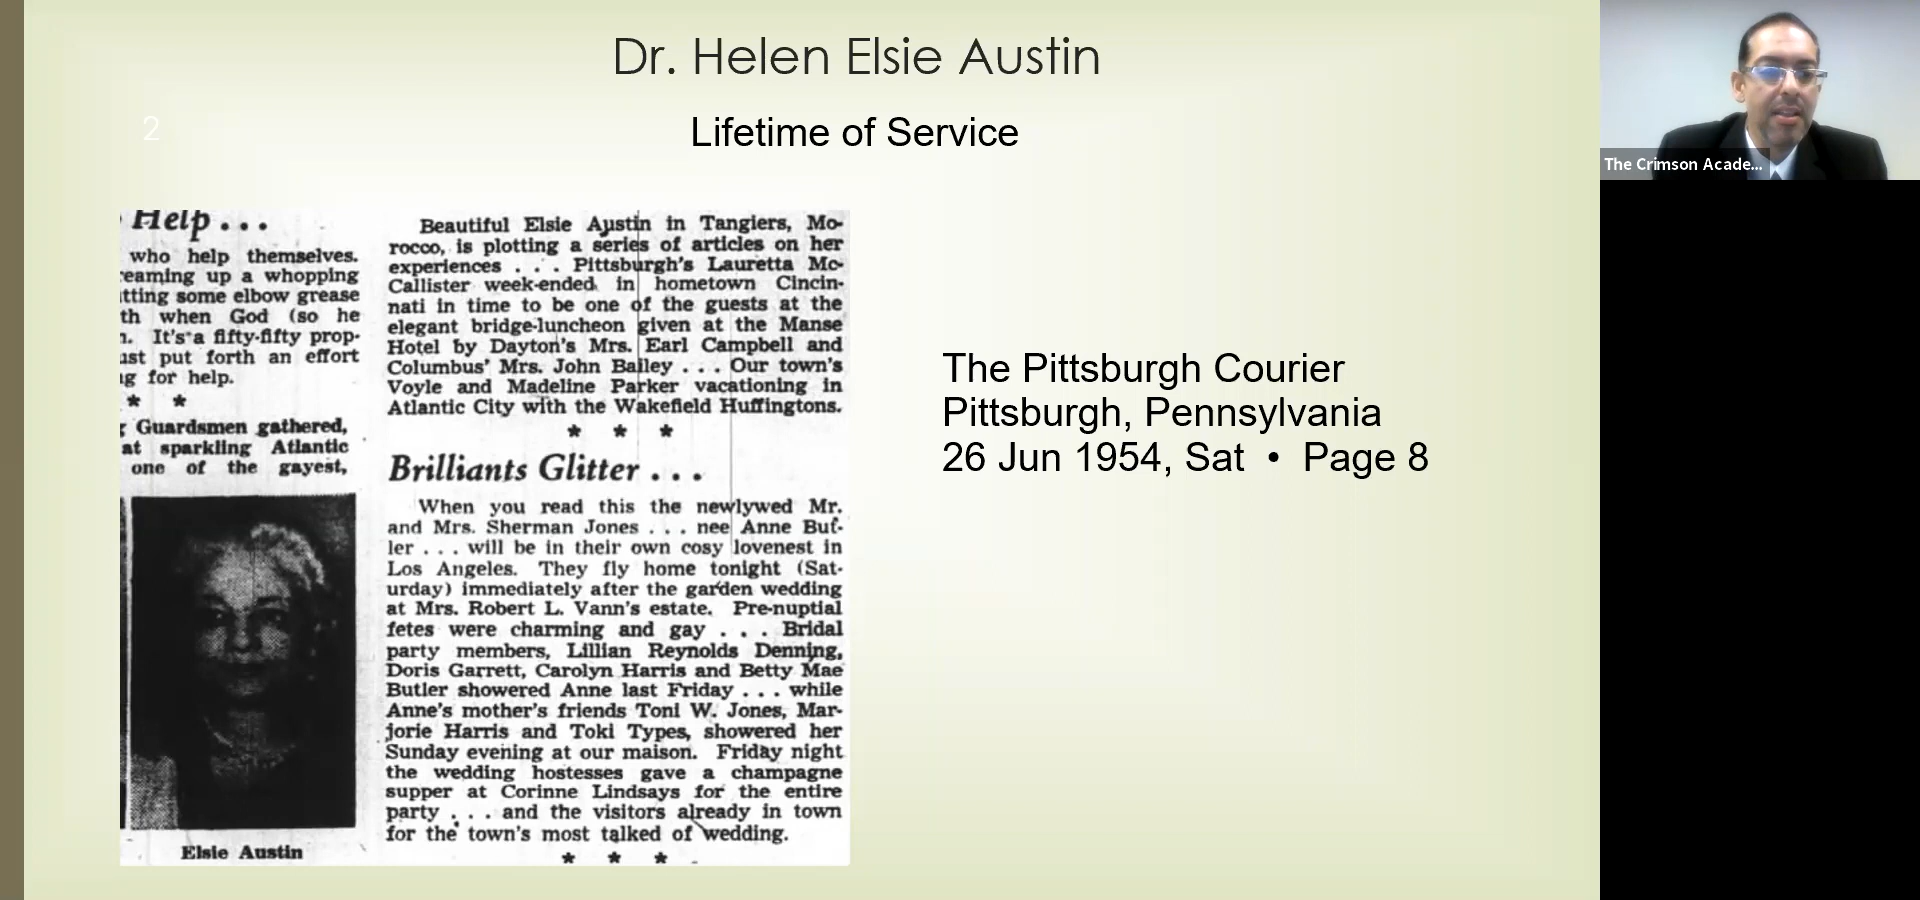 Dr. Helen Elsie Austin
2
Lifetime of Service
Help . . .
who help themselves.
eaming up a whopping
tting some elbow grease
th when God (so he
It's a fifty-fifty prop-
ust put forth an effort
g for help.
* *
Guardsmen gathered,
at sparkling Atlantic
one of the gayest,
Elsie Austin
Beautiful Elsie Austin in Tangiers, Mo-
rocco, is plotting a series of articles on her
experiences . . . Pittsburgh's Lauretta Mc-
Callister week-ended in hometown Cincin-
nati in time to be one of the guests at the
elegant bridge-luncheon given at the Manse
Hotel by Dayton's Mrs. Earl Campbell and
Columbus' Mrs. John Bailey . . . Our town's
Voyle and Madeline Parker vacationing in
Atlantic City with the Wakefield Huffingtons.
* * *
Brilliants Glitter . . .
When you read this the newlywed Mr.
and Mrs. Sherman Jones . . . nee Anne But-
ler . . . will be in their own cosy lovenest in
Los Angeles. They fly home tonight (Sat-
urday) immediately after the garden wedding
at Mrs. Robert L. Vann's estate. Pre-nuptial
fetes were charming and gay . . . Bridal
party members, Lillian Reynolds Denning,
Doris Garrett, Carolyn Harris and Betty Mae
Butler showered Anne last Friday . . . while
Anne's mother's friends Toni W. Jones, Mar-
jorie Harris and Toki Types, showered her
Sunday evening at our maison. Friday night
the wedding hostesses gave a champagne
supper at Corinne Lindsays for the entire
party . . . and the visitors already in town
for the town's most talked of wedding.
* * *
The Pittsburgh Courier
Pittsburgh, Pennsylvania
26 Jun 1954, Sat • Page 8
The Crimson Acade...